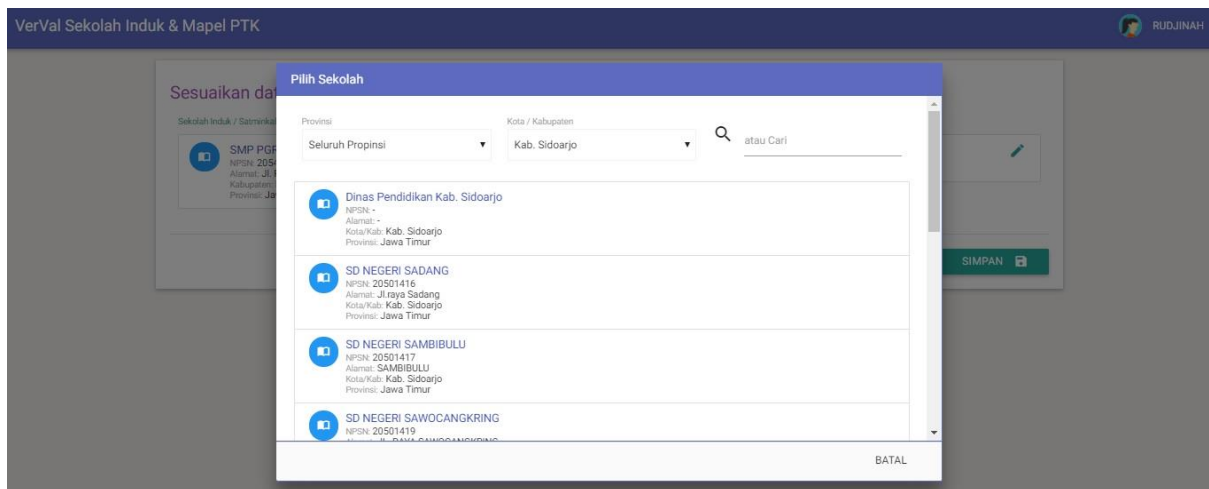 VerVal Sekolah Induk & Mapel PTK
RUDJINAH
Pilih Sekolah
Sesuaikan dat
Sekolah Induk / Satminkal
SMP PGR
NPSN: 205
Alamat: Jl.
Kabupaten:
Provinsi: Ja
Provinsi
Kota / Kabupaten
Seluruh Propinsi
Kab. Sidoarjo
atau Cari
Dinas Pendidikan Kab. Sidoarjo
NPSN: -
Alamat: -
Kota/Kab: Kab. Sidoarjo
Provinsi: Jawa Timur
SD NEGERI SADANG
NPSN: 20501416
Alamat: Jl.raya Sadang
Kota/Kab: Kab. Sidoarjo
Provinsi: Jawa Timur
SD NEGERI SAMBIBULU
NPSN: 20501417
Alamat: SAMBIBULU
Kota/Kab: Kab. Sidoarjo
Provinsi: Jawa Timur
SD NEGERI SAWOCANGKRING
NPSN: 20501419
SIMPAN
BATAL